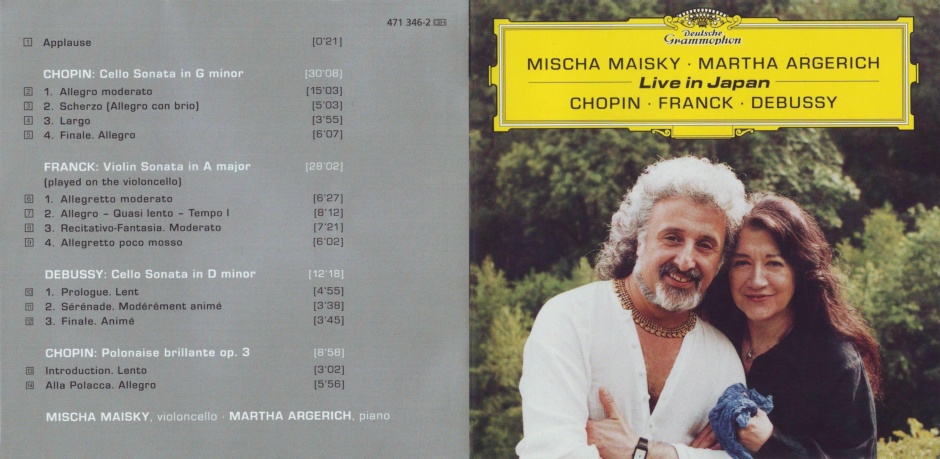 471 346-2 GH
1 Applause [0'21]
CHOPIN: Cello Sonata in G minor [30'08]
2 1. Allegro moderato [15'03]
3 2. Scherzo (Allegro con brio) [5'03]
4 3. Largo [3'55]
5 4. Finale. Allegro [6'07]
FRANCK: Violin Sonata in A major [28'02]
(played on the violoncello)
6 1. Allegretto moderato [6'27]
7 2. Allegro – Quasi lento – Tempo I [8'12]
8 3. Recitativo-Fantasia. Moderato [7'21]
9 4. Allegretto poco mosso [6'02]
DEBUSSY: Cello Sonata in D minor [12'18]
10 1. Prologue. Lent [4'55]
11 2. Sérénade. Modérément animé [3'38]
12 3. Finale. Animé [3'45]
CHOPIN: Polonaise brillante op. 3 [8'58]
13 Introduction. Lento [3'02]
14 Alla Polacca. Allegro [5'56]
MISCHA MAISKY, violoncello · MARTHA ARGERICH, piano
Deutsche
Grammophon
MISCHA MAISKY · MARTHA ARGERICH
Live in Japan
CHOPIN · FRANCK · DEBUSSY